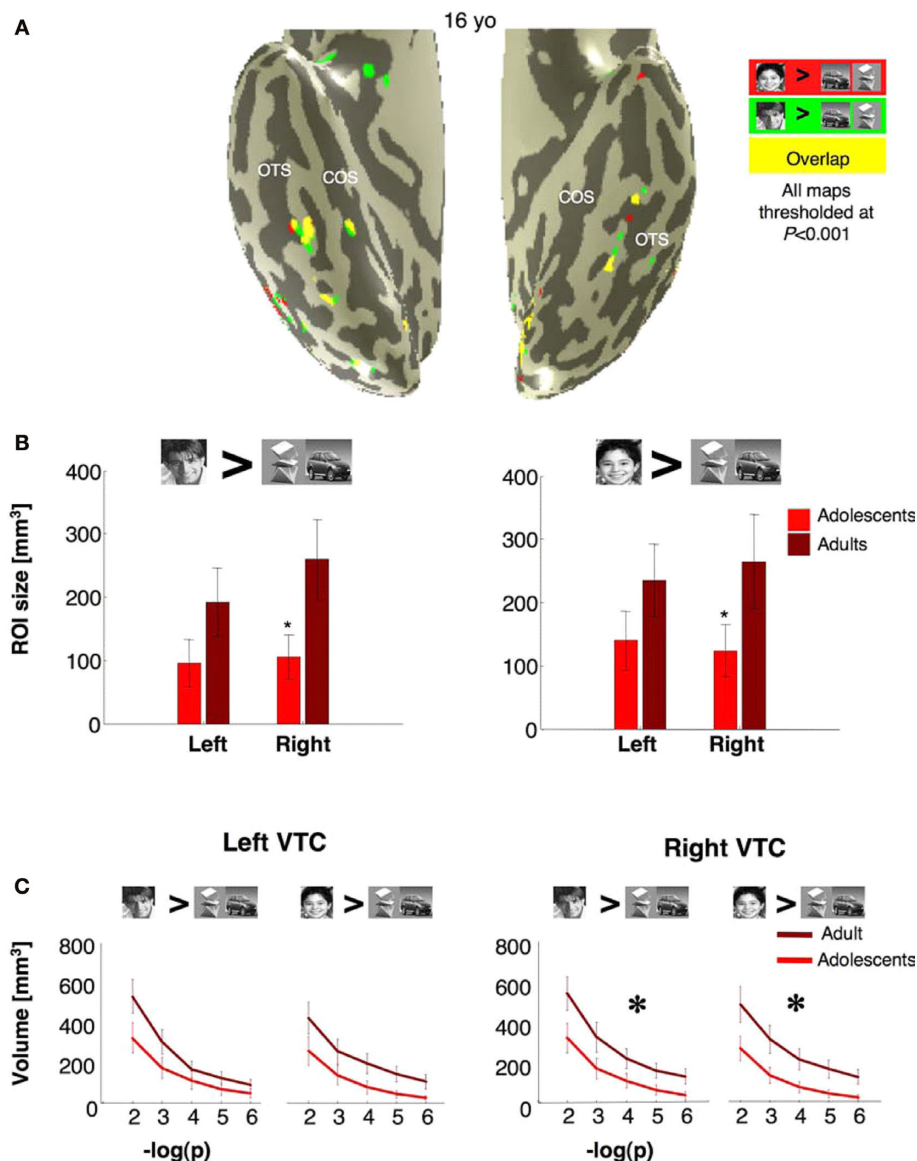 A
16 yo
OTS
COS
COS
OTS
>
>
Overlap
All maps
thresholded at
P<0.001
B
>
ROI size [mm³]
400
300
200
100
0
Left
Right
*
>
400
300
200
100
0
Left
Right
*
Adolescents
Adults
C
Left VTC
>
>
Volume [mm³]
800
600
400
200
0
2 3 4 5 6
2 3 4 5 6
-log(p)
Right VTC
>
>
800
600
400
200
0
*
*
Adult
Adolescents
2 3 4 5 6
2 3 4 5 6
-log(p)